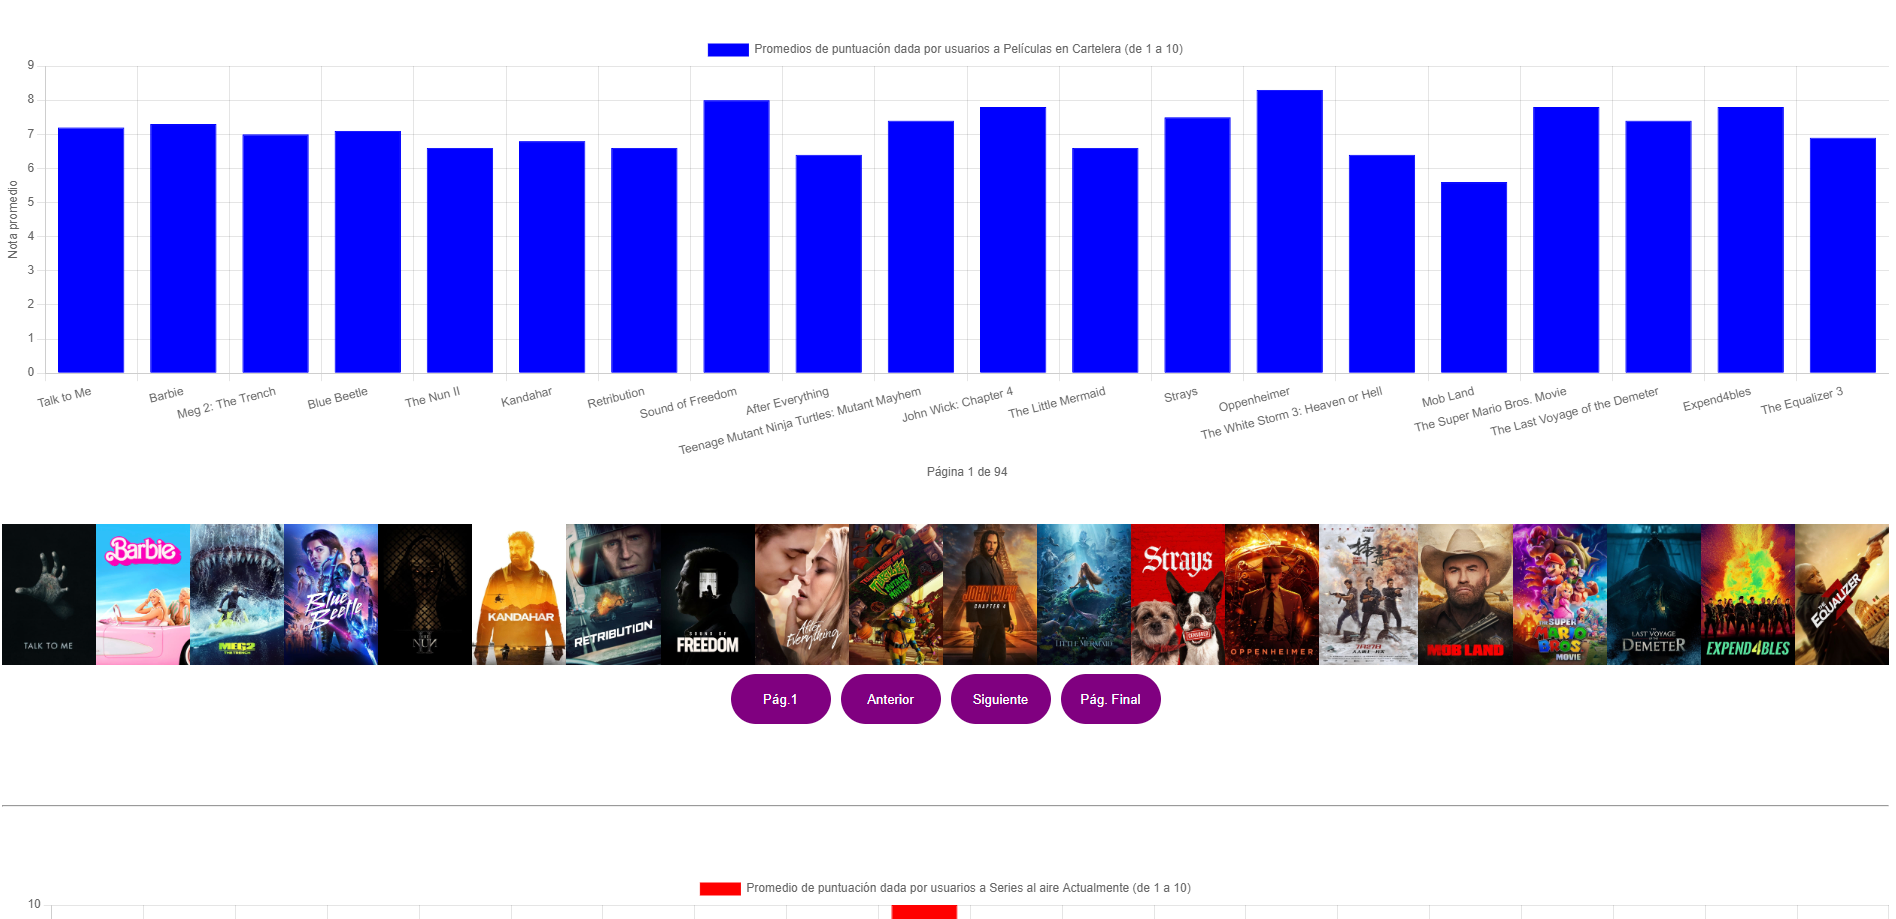 Promedios de puntuación dada por usuarios a Películas en Cartelera (de 1 a 10)
9
8
7
6
5
4
3
2
1
0
Nota promedio
Talk to Me
Barbie
Meg 2: The Trench
Blue Beetle
The Nun II
Kandahar
Retribution
Sound of Freedom
After Everything
Teenage Mutant Ninja Turtles: Mutant Mayhem
John Wick: Chapter 4
The Little Mermaid
Strays
Oppenheimer
The White Storm 3: Heaven or Hell
Mob Land
The Super Mario Bros. Movie
The Last Voyage of the Demeter
Expend4bles
The Equalizer 3
Página 1 de 94
TALK TO ME
Barbie
MEG2
THE TRENCH
Blue Beetle
NUN
KANDAHAR
RETRIBUTION
SOUND OF
FREEDOM
After Everything
JOHN WICK
CHAPTER 4
LITTLE MERMAID
Strays
OPPENHEIMER
MOB LAND
SUPER
MARIO
BROS
MOVIE
LAST VOYAGE
DEMETER
EXPEND4BLES
EQUALIZER
Pág.1
Anterior
Siguiente
Pág. Final
Promedio de puntuación dada por usuarios a Series al aire Actualmente (de 1 a 10)
10